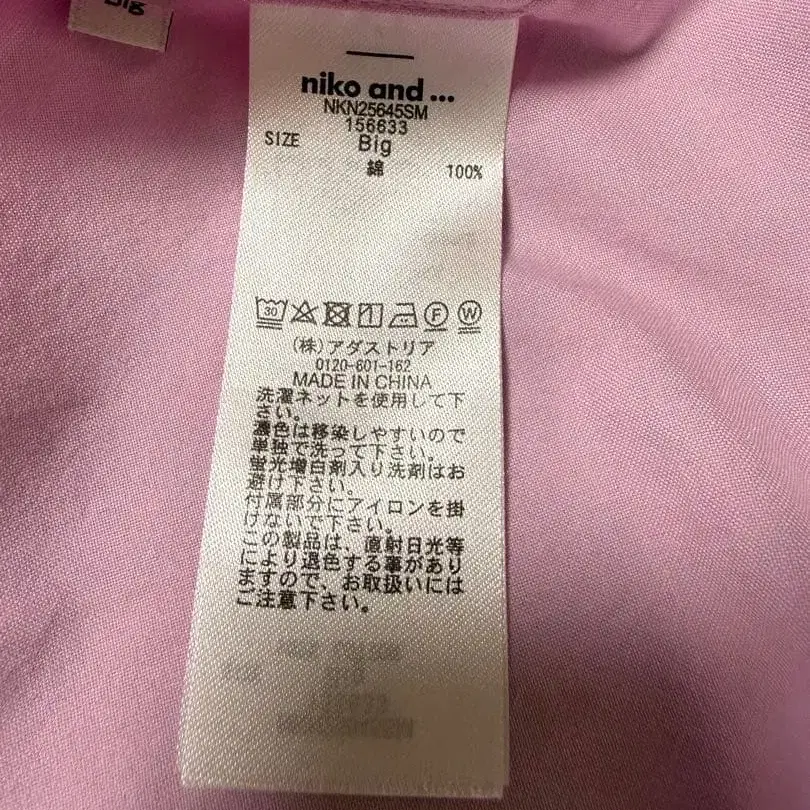 Big
niko and ...
NKN25645SM
156633
SIZE Big
綿 100%
30 F W
(株)アダストリア
0120-601-162
MADE IN CHINA
洗濯ネットを使用して下
さい。
濃色は移染しやすいので
単独で洗って下さい。
蛍光増白剤入り洗剤はお
避け下さい。
付属部分にアイロンを掛
けないで下さい。
この製品は、直射日光等
により退色する事があり
ますので、お取扱いには
ご注意下さい。